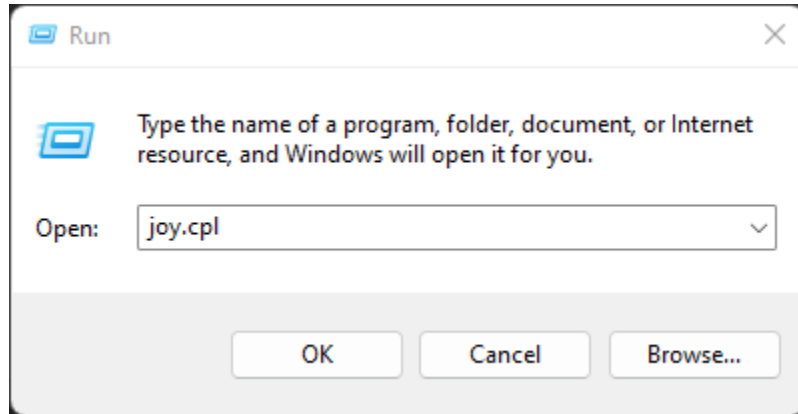 Run
Type the name of a program, folder, document, or Internet
resource, and Windows will open it for you.
Open: joy.cpl
OK Cancel Browse...